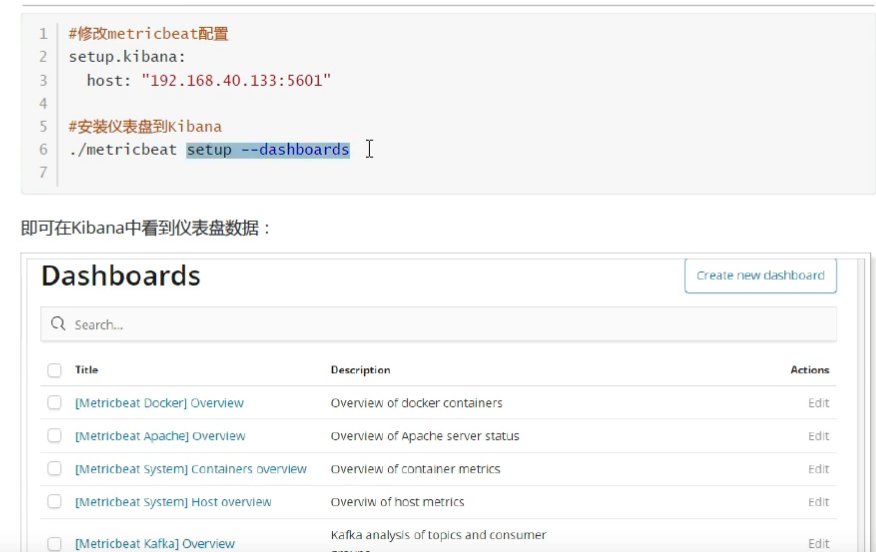 1 #修改metricbeat配置
2 setup.kibana:
3   host: "192.168.40.133:5601"
4
5 #安装仪表盘到Kibana
6 ./metricbeat setup --dashboards
7
即可在Kibana中看到仪表盘数据：
Dashboards
Create new dashboard
Search...
Title Description Actions
[Metricbeat Docker] Overview Overview of docker containers Edit
[Metricbeat Apache] Overview Overview of Apache server status Edit
[Metricbeat System] Containers overview Overview of container metrics Edit
[Metricbeat System] Host overview Overviw of host metrics Edit
[Metricbeat Kafka] Overview Kafka analysis of topics and consumer Edit